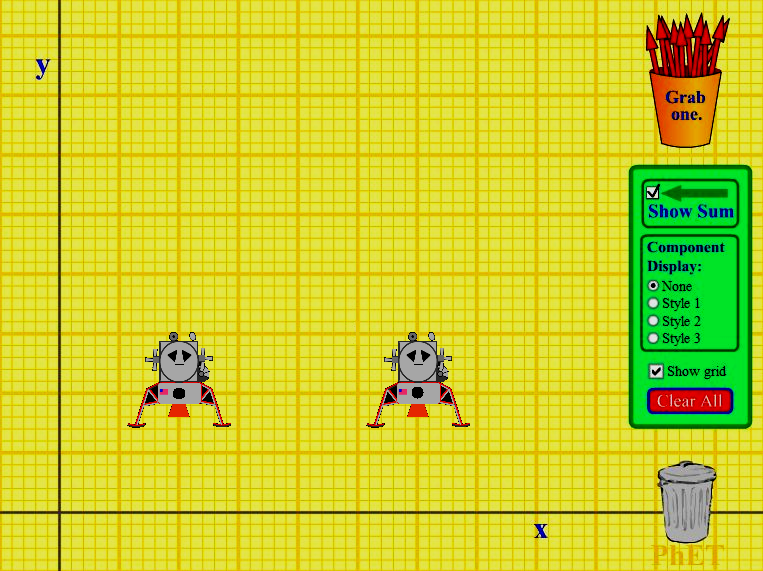 y
Grab
one.
Show Sum
Component
Display:
None
Style 1
Style 2
Style 3
Show grid
Clear All
x
PhET